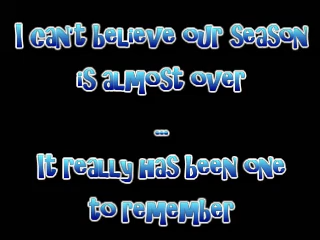 I can't believe our season
is almost over
...
It really has been one
to remember